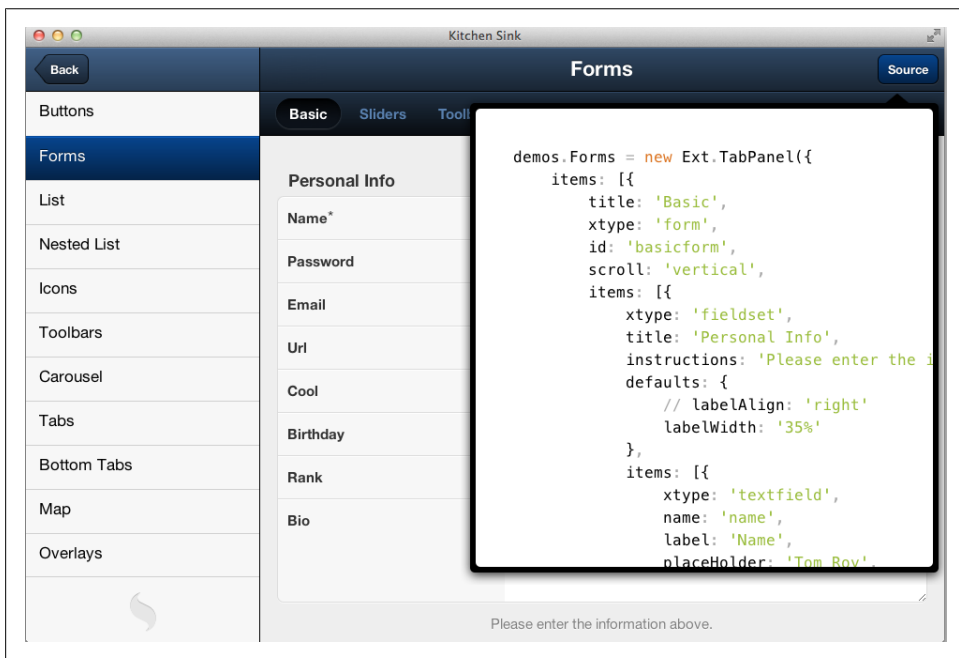 Kitchen Sink
Back
Forms
Source
Buttons
Forms
List
Nested List
Icons
Toolbars
Carousel
Tabs
Bottom Tabs
Map
Overlays
Basic Sliders
Personal Info
Name*
Password
Email
Url
Cool
Birthday
Rank
Bio
Please enter the information above.
demos.Forms = new Ext.TabPanel({
items: [{
title: 'Basic',
xtype: 'form',
id: 'basicform',
scroll: 'vertical',
items: [{
xtype: 'fieldset',
title: 'Personal Info',
instructions: 'Please enter the
defaults: {
// labelAlign: 'right'
labelWidth: '35%'
},
items: [{
xtype: 'textfield',
name: 'name',
label: 'Name',
placeHolder: 'Tom Roy',